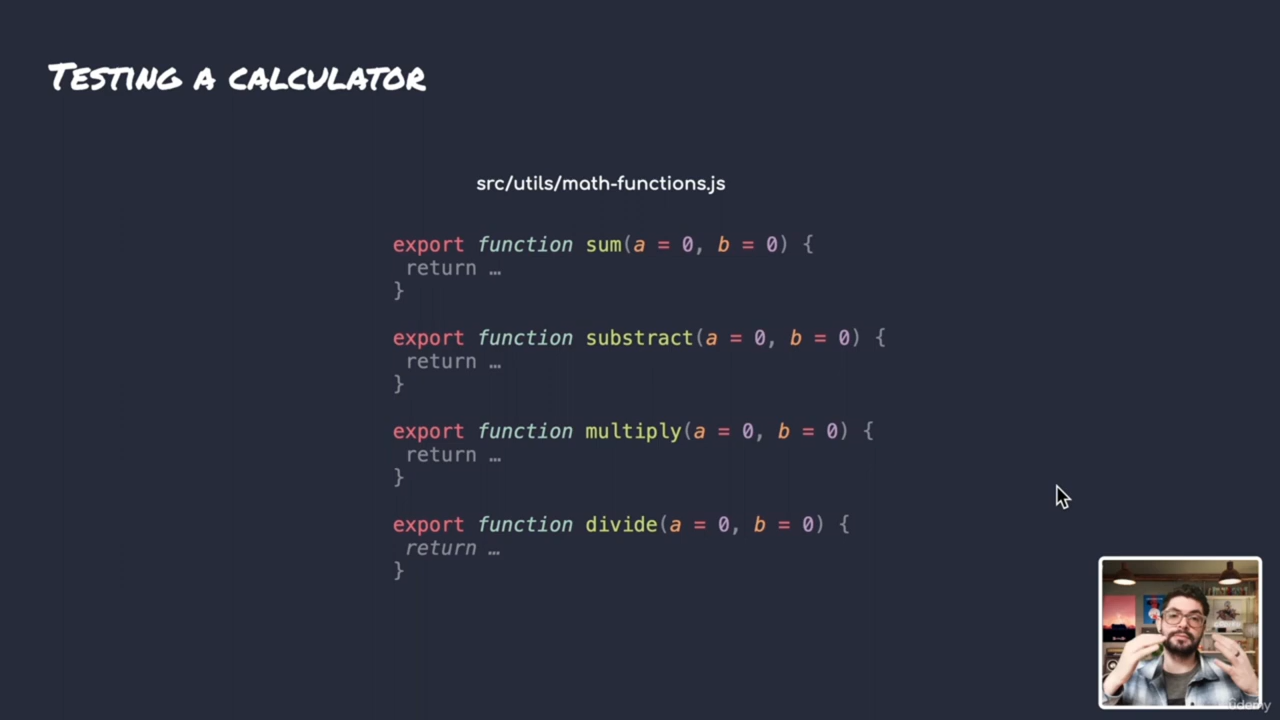 TESTING A CALCULATOR
src/utils/math-functions.js
export function sum(a = 0, b = 0) {
return …
}
export function substract(a = 0, b = 0) {
return …
}
export function multiply(a = 0, b = 0) {
return …
}
export function divide(a = 0, b = 0) {
return …
}
udemy